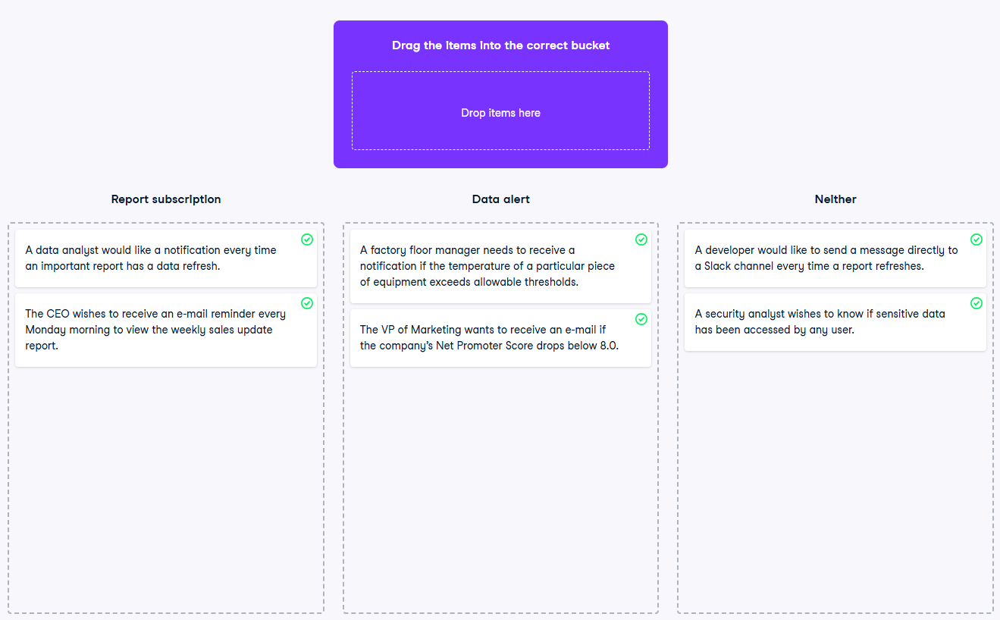 Drag the items into the correct bucket
Drop items here
Report subscription
A data analyst would like a notification every time
an important report has a data refresh.
The CEO wishes to receive an e-mail reminder every
Monday morning to view the weekly sales update
report.
Data alert
A factory floor manager needs to receive a
notification if the temperature of a particular piece
of equipment exceeds allowable thresholds.
The VP of Marketing wants to receive an e-mail if
the company’s Net Promoter Score drops below 8.0.
Neither
A developer would like to send a message directly to
a Slack channel every time a report refreshes.
A security analyst wishes to know if sensitive data
has been accessed by any user.